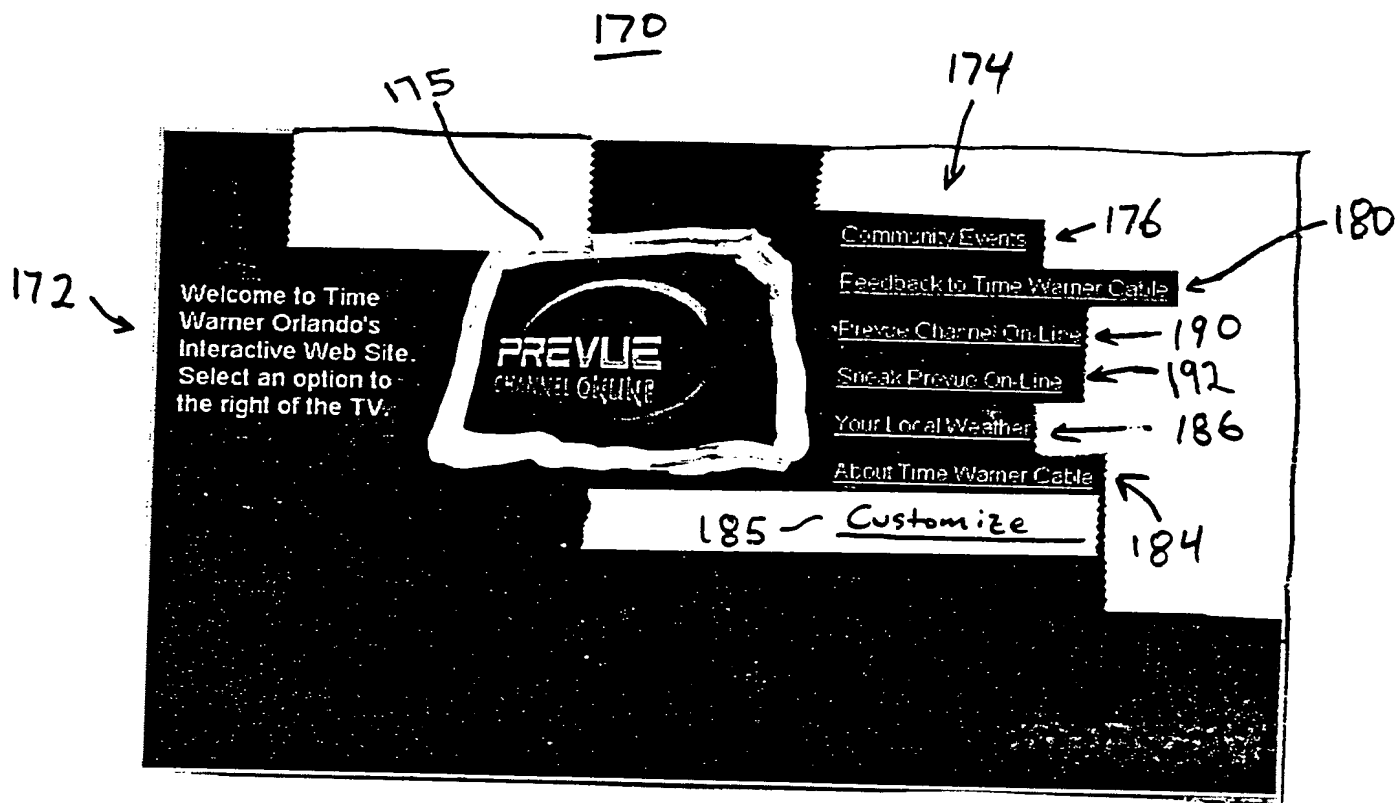 170
175
174
172
Welcome to Time
Warner Orlando's
Interactive Web Site.
Select an option to
the right of the TV.
PREVUE
CHANNEL ONLINE
Community Events
176
Feedback to Time Warner Cable
180
Prevue Channel On-Line
190
Sneak Prevue On-Line
192
Your Local Weather
186
About Time Warner Cable
184
185 Customize